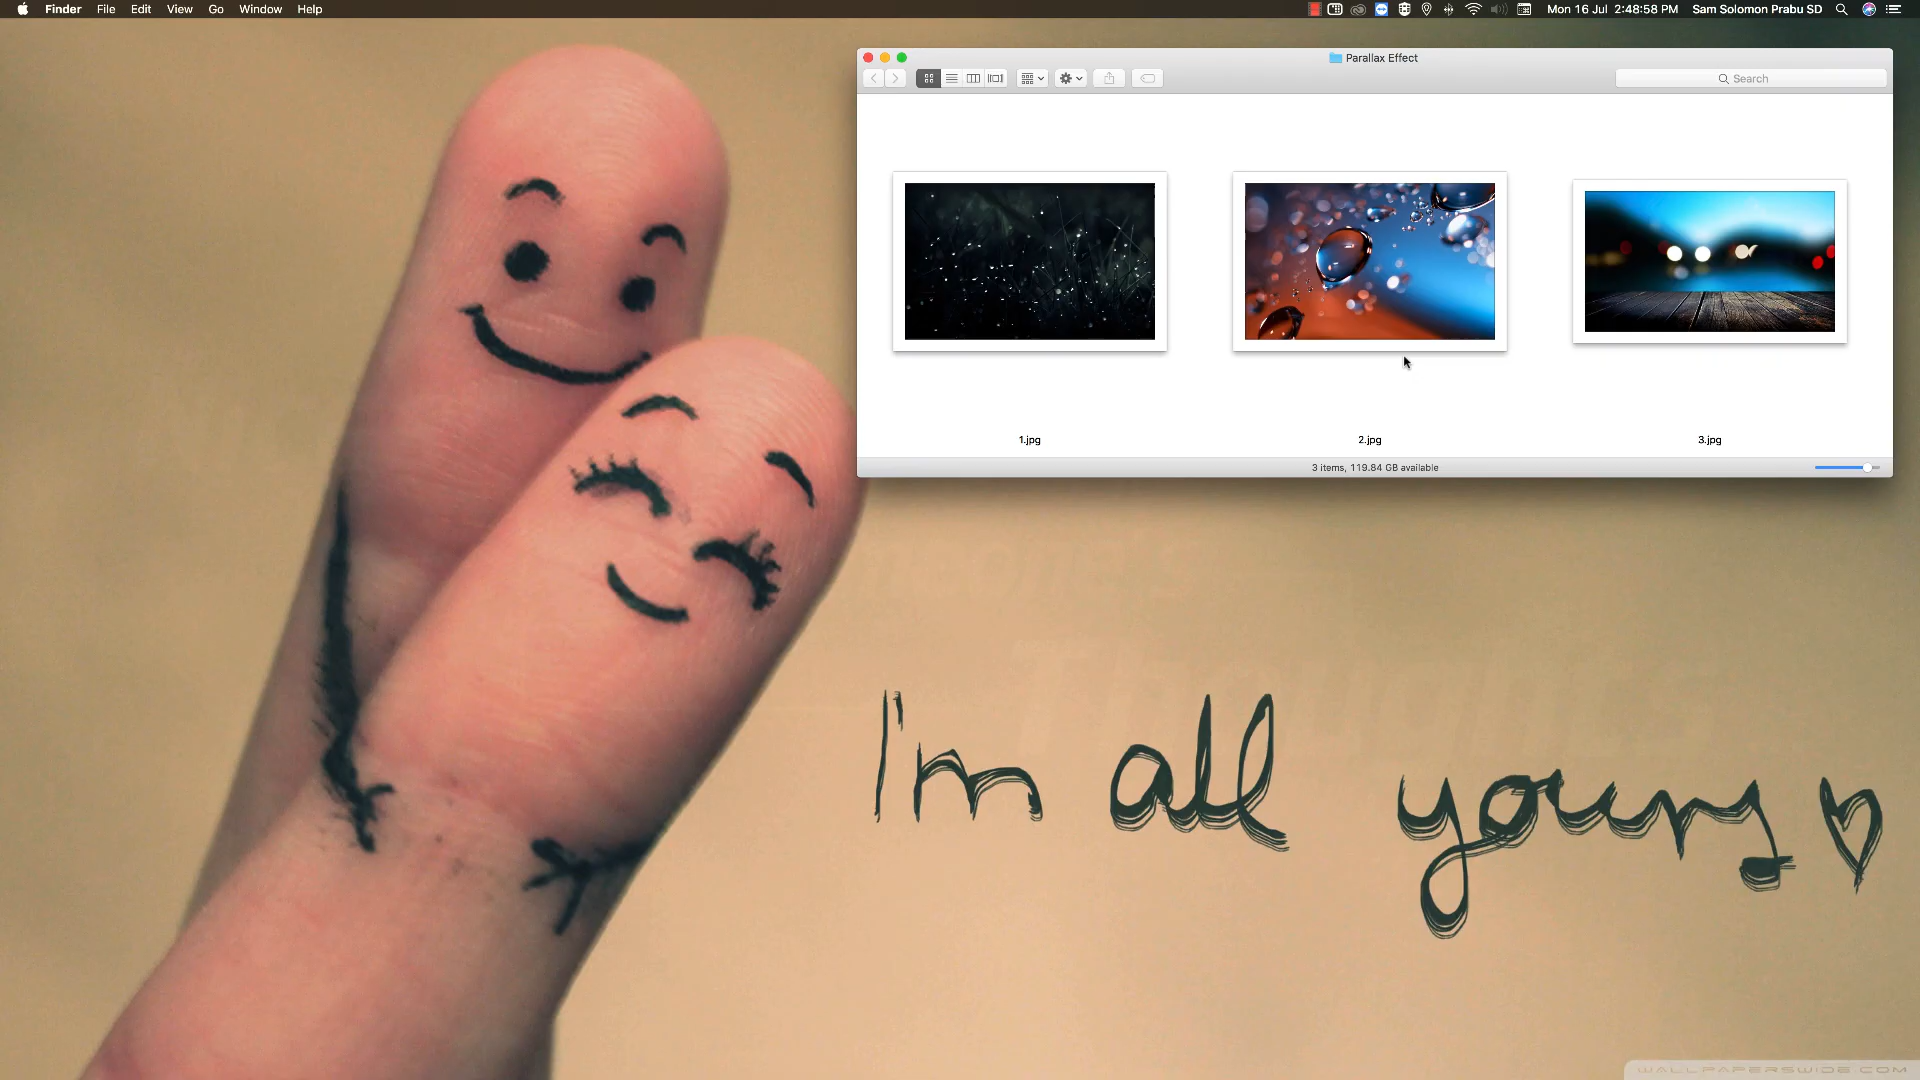 Finder File Edit View Go Window Help Mon 16 Jul 2:48:58 PM Sam Solomon Prabu SD
Parallax Effect
Search
1.jpg 2.jpg 3.jpg
3 items, 119.84 GB available
I'm all yours
WALLPAPERSWIDE.COM